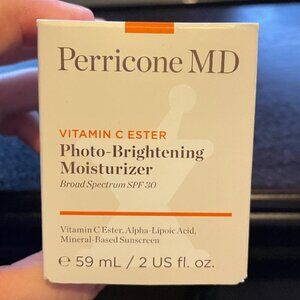 Perricone MD
VITAMIN C ESTER
Photo-Brightening
Moisturizer
Broad Spectrum SPF 30
Vitamin C Ester, Alpha-Lipoic Acid,
Mineral-Based Sunscreen
℮ 59 mL / 2 US fl. oz.